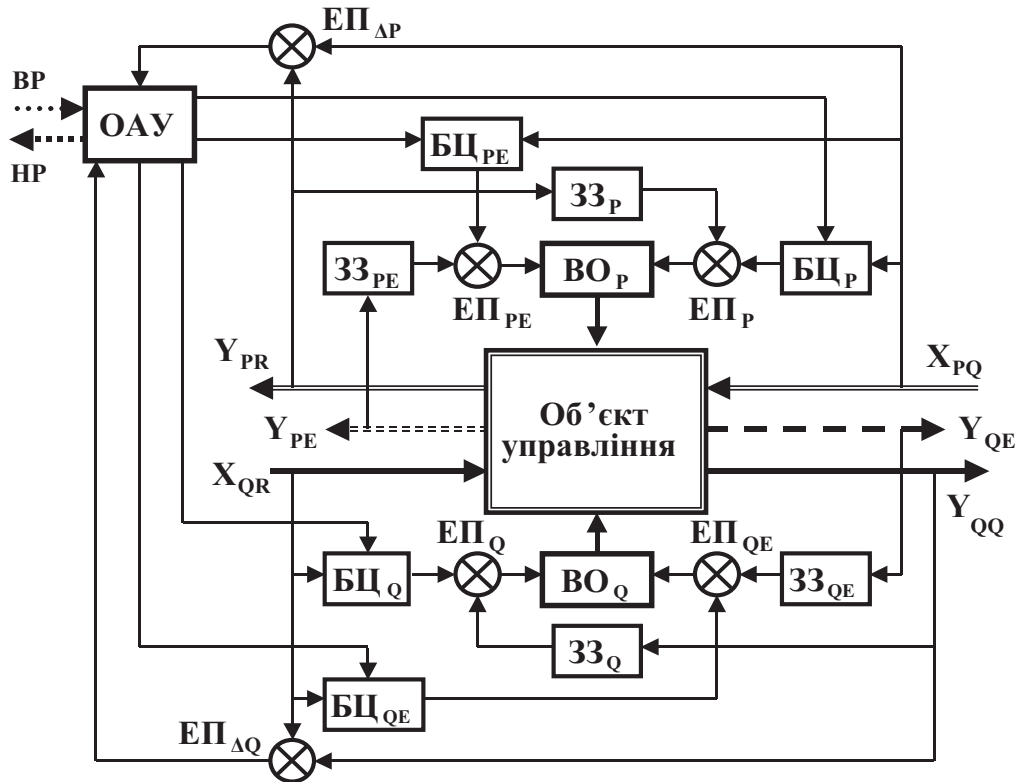 ЕП ΔP
ВР
ОАУ
НР
БЦ PE
ЗЗ P
ЗЗ PE
ВО P
БЦ P
ЕП PE
ЕП P
Y PR
X PQ
Об’єкт
управління
Y PE
Y QE
X QR
Y QQ
ЕП Q
ЕП QE
БЦ Q
ВО Q
ЗЗ QE
ЗЗ Q
БЦ QE
ЕП ΔQ